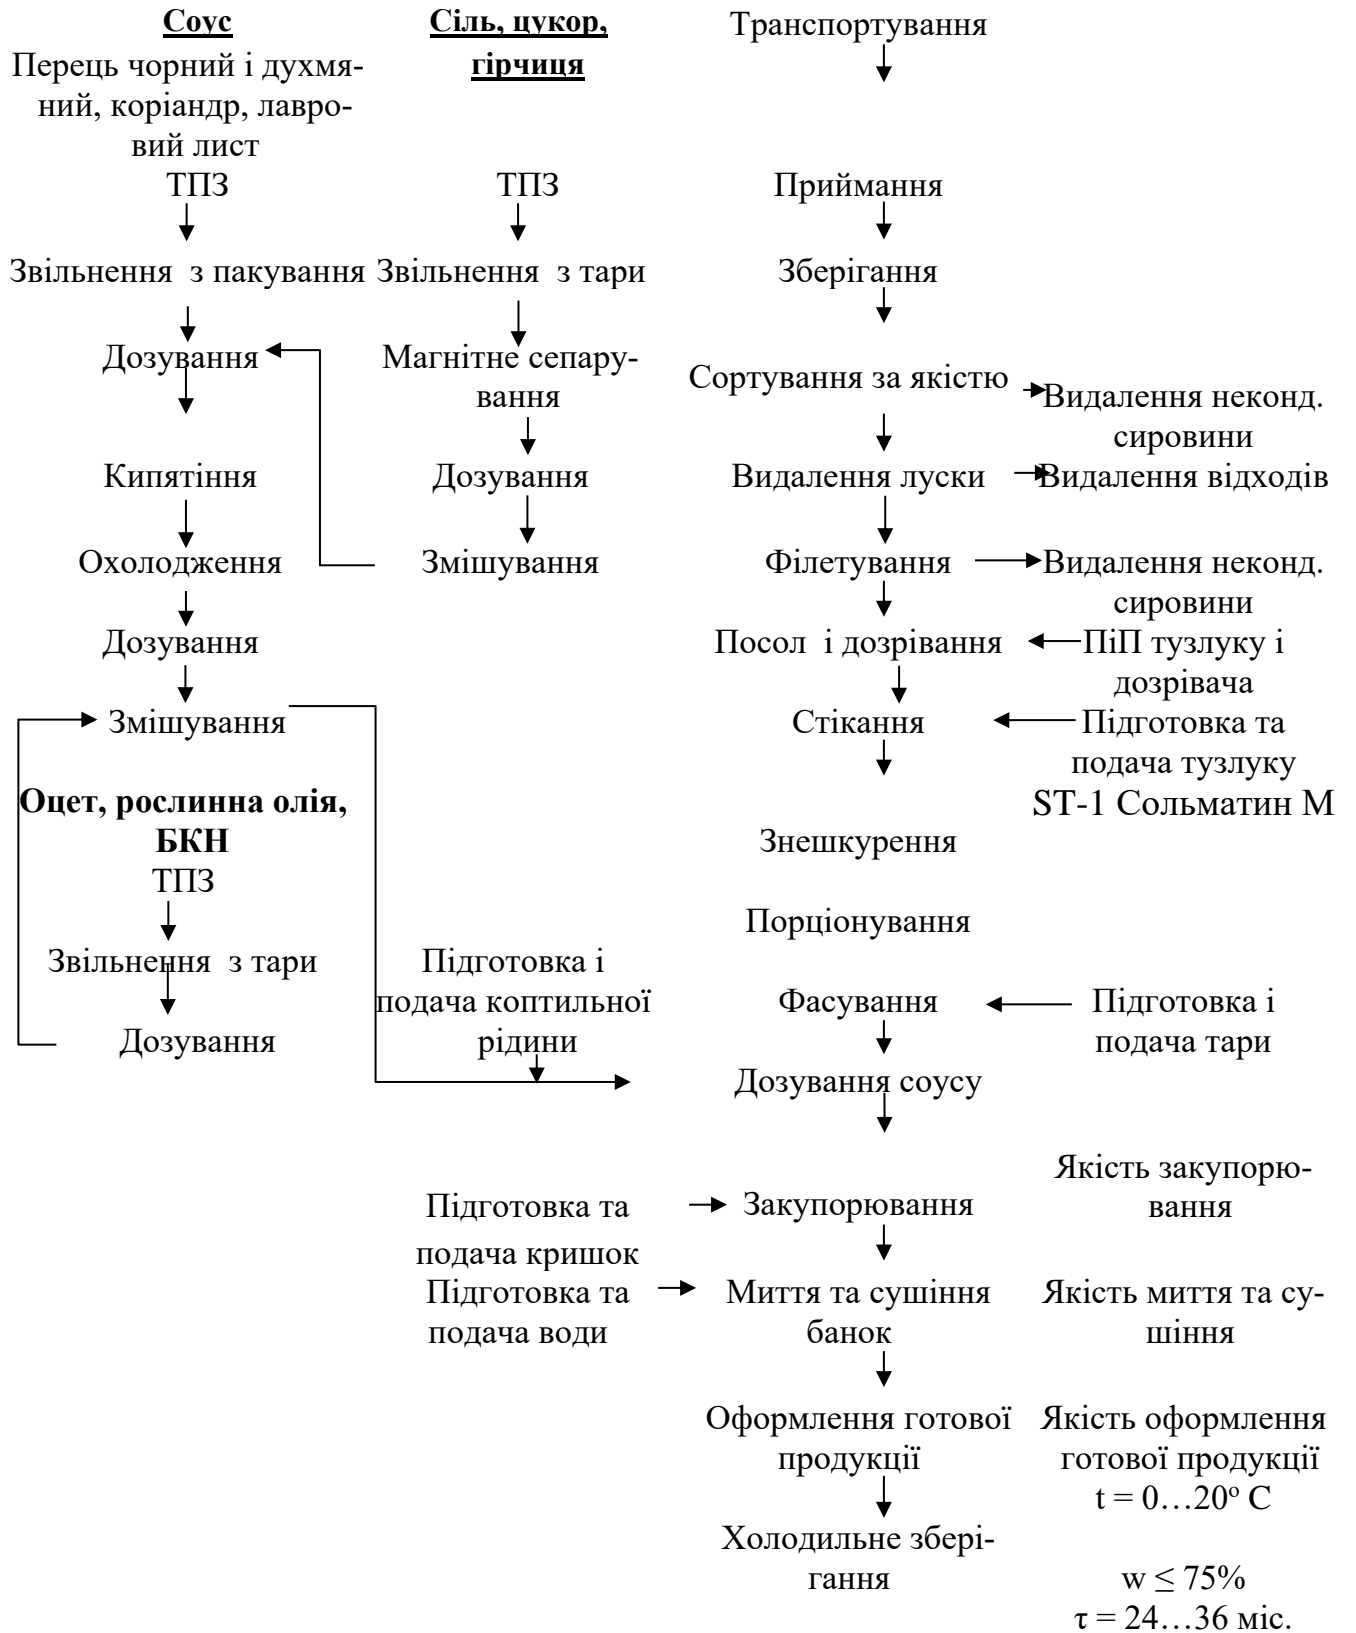 Соус
Перець чорний і духмя-
ний, коріандр, лавро-
вий лист
ТПЗ
Звільнення з пакування
Дозування
Кипятіння
Охолодження
Дозування
Змішування
Оцет, рослинна олія,
БКН
ТПЗ
Звільнення з тари
Дозування
Сіль, цукор,
гірчиця
ТПЗ
Звільнення з тари
Магнітне сепару-
вання
Дозування
Змішування
Підготовка і
подача коптильної
рідини
Підготовка та
подача кришок
Підготовка та
подача води
Транспортування
Приймання
Зберігання
Сортування за якістю
Видалення луски
Філетування
Посол і дозрівання
Стікання
Знешкурення
Порціонування
Фасування
Дозування соусу
Закупорювання
Миття та сушіння
банок
Оформлення готової
продукції
Холодильне збері-
гання
Видалення неконд.
сировини
Видалення відходів
Видалення неконд.
сировини
ПіП тузлуку і
дозрівача
Підготовка та
подача тузлуку
ST-1 Сольматин М
Підготовка і
подача тари
Якість закупорю-
вання
Якість миття та су-
шіння
Якість оформлення
готової продукції
t = 0…20º С
w ≤ 75%
τ = 24…36 міс.